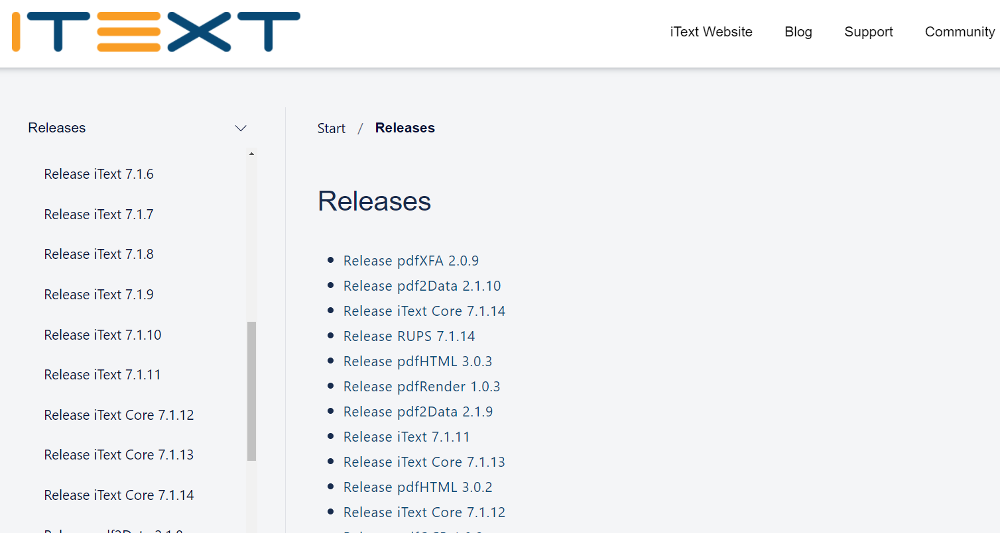 ITEXT
iText Website
Blog
Support
Community
Releases
Release iText 7.1.6
Release iText 7.1.7
Release iText 7.1.8
Release iText 7.1.9
Release iText 7.1.10
Release iText 7.1.11
Release iText Core 7.1.12
Release iText Core 7.1.13
Release iText Core 7.1.14
Start / Releases
Releases
Release pdfXFA 2.0.9
Release pdf2Data 2.1.10
Release iText Core 7.1.14
Release RUPS 7.1.14
Release pdfHTML 3.0.3
Release pdfRender 1.0.3
Release pdf2Data 2.1.9
Release iText 7.1.11
Release iText Core 7.1.13
Release pdfHTML 3.0.2
Release iText Core 7.1.12